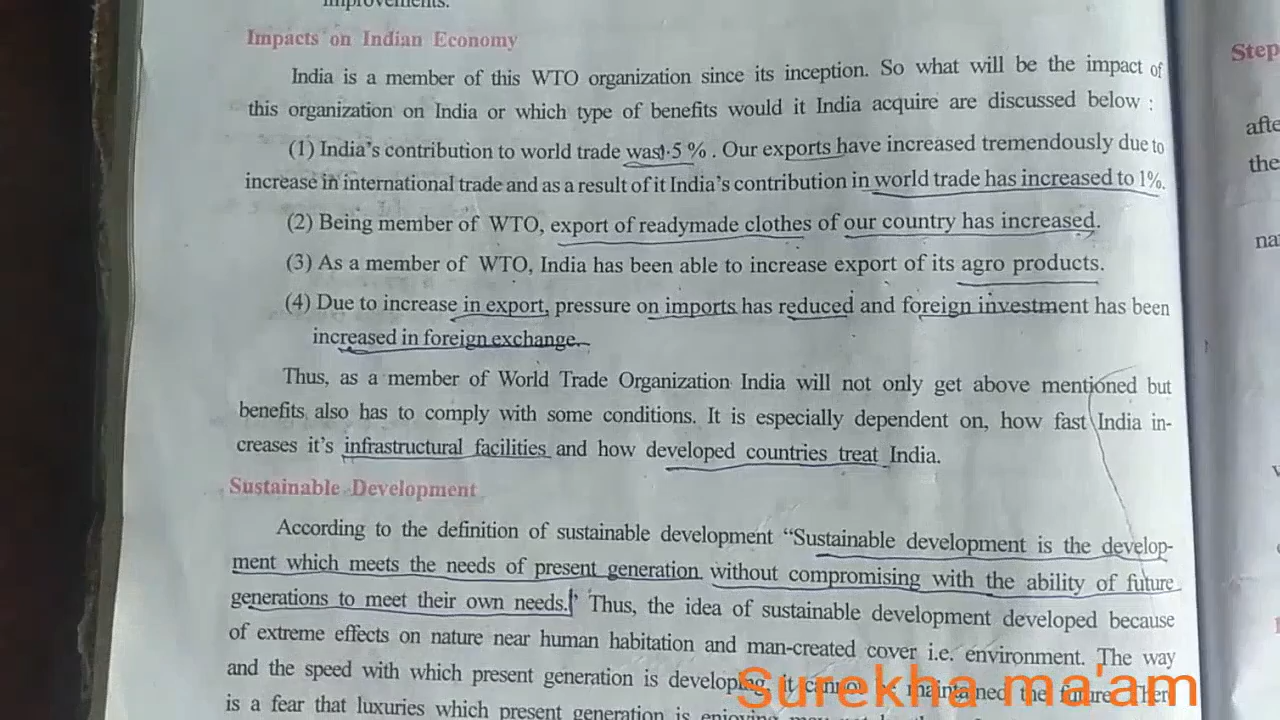 improvements.
Impacts on Indian Economy
India is a member of this WTO organization since its inception. So what will be the impact of
this organization on India or which type of benefits would it India acquire are discussed below :
(1) India's contribution to world trade was1·5 %. Our exports have increased tremendously due to
increase in international trade and as a result of it India's contribution in world trade has increased to 1%.
(2) Being member of WTO, export of readymade clothes of our country has increased.
(3) As a member of WTO, India has been able to increase export of its agro products.
(4) Due to increase in export, pressure on imports has reduced and foreign investment has been
increased in foreign exchange.
Thus, as a member of World Trade Organization India will not only get above mentioned but
benefits also has to comply with some conditions. It is especially dependent on, how fast India in-
creases it's infrastructural facilities and how developed countries treat India.
Sustainable Development
According to the definition of sustainable development “Sustainable development is the develop-
ment which meets the needs of present generation without compromising with the ability of future
generations to meet their own needs.” Thus, the idea of sustainable development developed because
of extreme effects on nature near human habitation and man-created cover i.e. environment. The way
and the speed with which present generation is developing, it maintained the future. There
is a fear that luxuries which present generation is enjoying may not be
Surekha ma'am
Step
afte
the